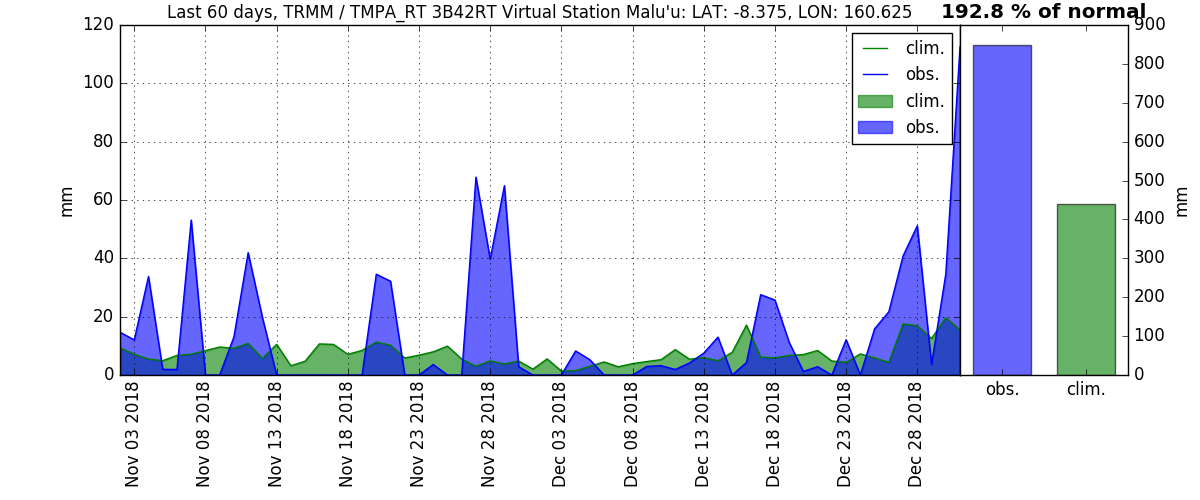 Last 60 days, TRMM / TMPA_RT 3B42RT Virtual Station Malu'u: LAT: -8.375, LON: 160.625
192.8 % of normal
120
100
80
60
40
20
0
mm
clim.
obs.
clim.
obs.
900
800
700
600
500
400
300
200
100
0
mm
Nov 03 2018
Nov 08 2018
Nov 13 2018
Nov 18 2018
Nov 23 2018
Nov 28 2018
Dec 03 2018
Dec 08 2018
Dec 13 2018
Dec 18 2018
Dec 23 2018
Dec 28 2018
obs.
clim.